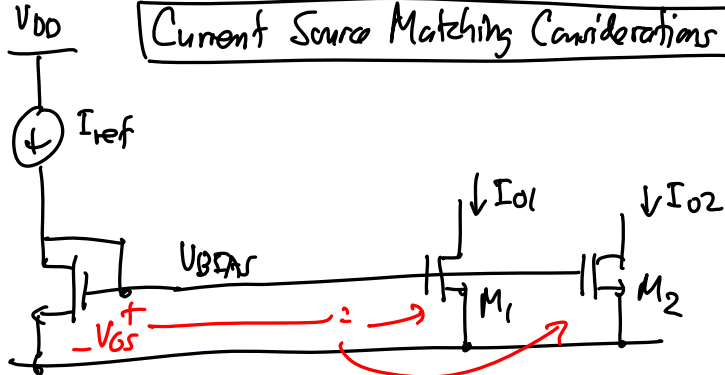 VDD
Current Source Matching Considerations
Iref
IO1
IO2
VBIAS
M1
M2
+
=
- VGS